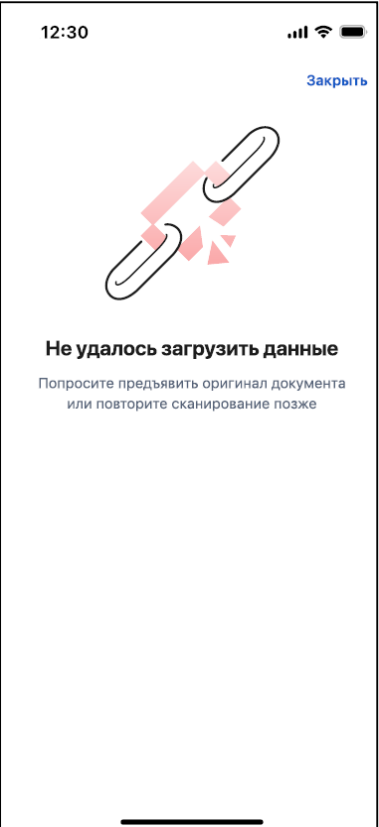 12:30
Закрыть
Не удалось загрузить данные
Попросите предъявить оригинал документа
или повторите сканирование позже